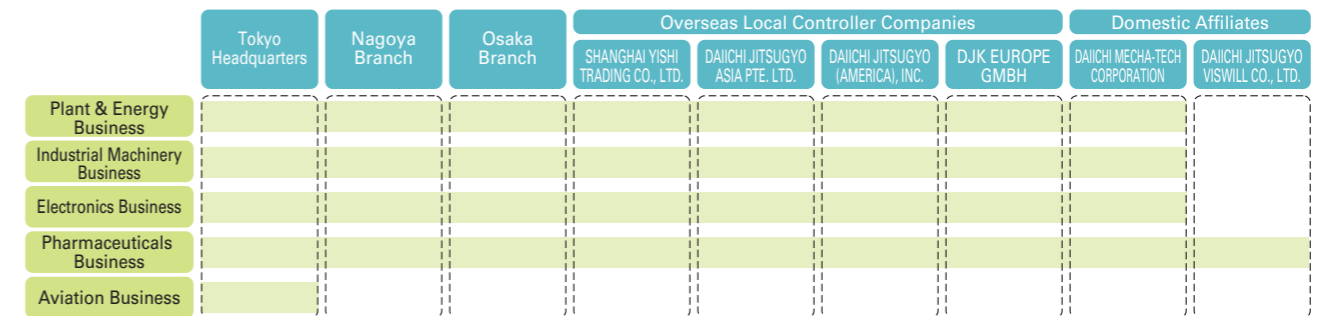 Tokyo
Headquarters
Nagoya
Branch
Osaka
Branch
Overseas Local Controller Companies
Domestic Affiliates
SHANGHAI YISHI
TRADING CO., LTD.
DAIICHI JITSUGYO
ASIA PTE. LTD.
DAIICHI JITSUGYO
(AMERICA), INC.
DJK EUROPE
GMBH
DAIICHI MECHA-TECH
CORPORATION
DAIICHI JITSUGYO
VISWILL CO., LTD.
Plant & Energy
Business
Industrial Machinery
Business
Electronics Business
Pharmaceuticals
Business
Aviation Business